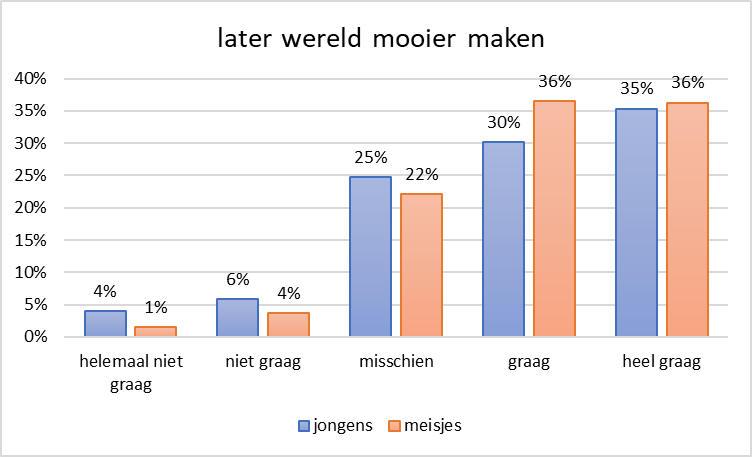 later wereld mooier maken
40%
35%
30%
25%
20%
15%
10%
5%
0%
4%
1%
6%
4%
25%
22%
30%
36%
35%
36%
helemaal niet
graag
niet graag
misschien
graag
heel graag
jongens
meisjes